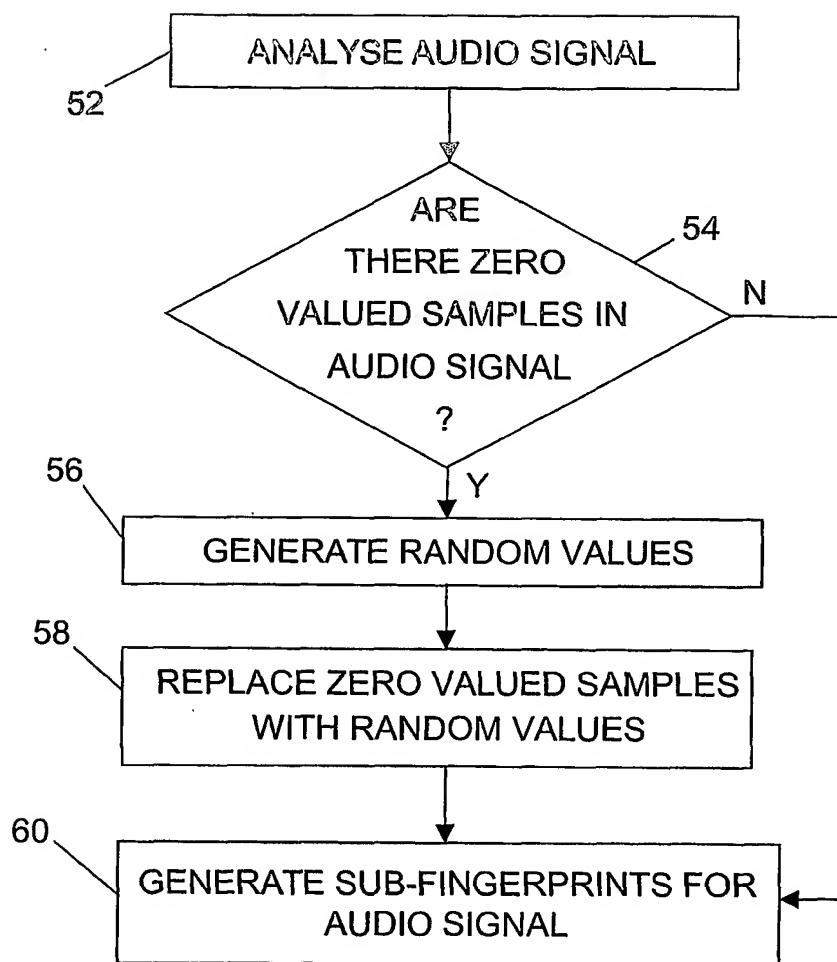 ANALYSE AUDIO SIGNAL
52
ARE
THERE ZERO
VALUED SAMPLES IN
AUDIO SIGNAL
?
54
N
Y
56
GENERATE RANDOM VALUES
58
REPLACE ZERO VALUED SAMPLES
WITH RANDOM VALUES
60
GENERATE SUB-FINGERPRINTS FOR
AUDIO SIGNAL